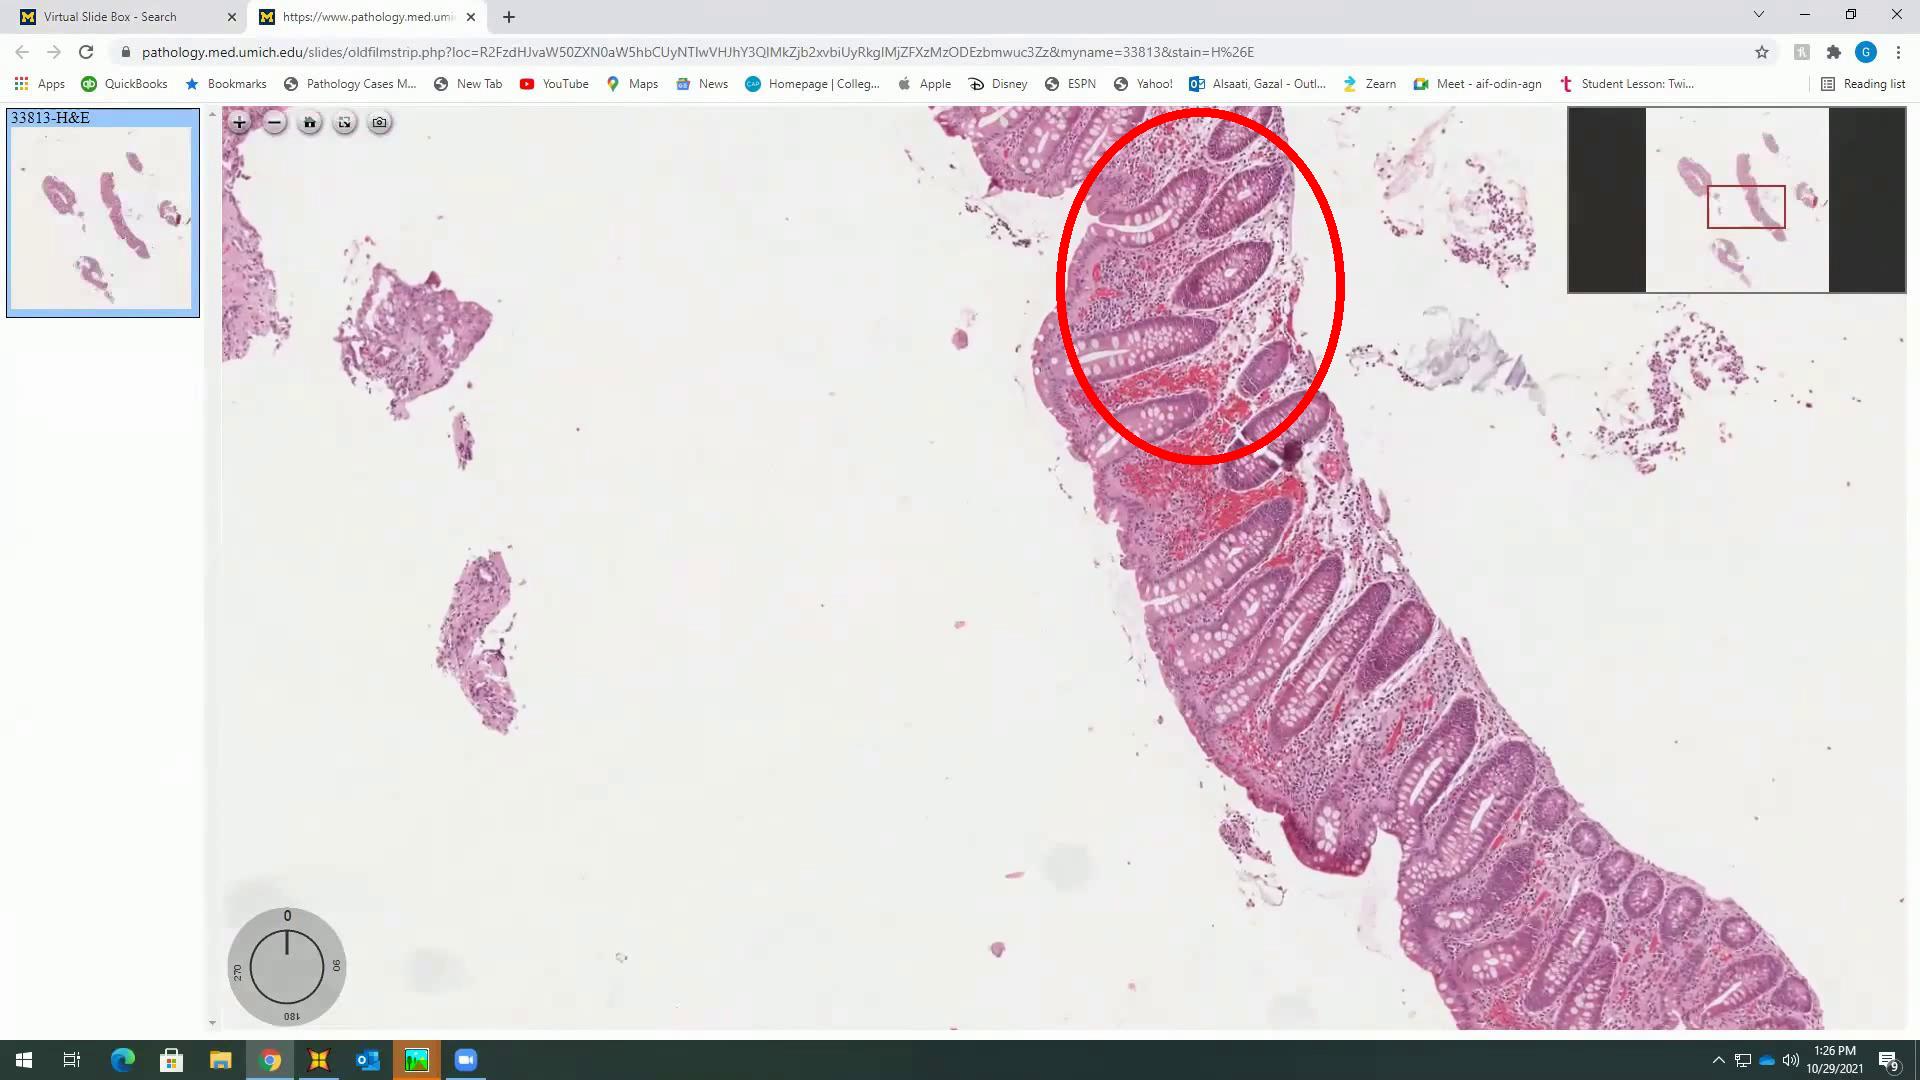 Virtual Slide Box - Search
https://www.pathology.med.umi
pathology.med.umich.edu/slides/oldfilmstrip.php?loc=R2FzdHJvaW50ZXN0aW5hbCUyNTIwVHJhY3QlMkZjb2xvbiUyRkglMjZFXzMzODEzbmwuc3Zz&myname=33813&stain=H%26E
G
Apps
QuickBooks
Bookmarks
Pathology Cases M...
New Tab
YouTube
Maps
News
Homepage | Colleg...
Apple
Disney
ESPN
Yahoo!
Alsaati, Gazal - Outl...
Zearn
Meet - aif-odin-agn
Student Lesson: Twi...
Reading list
33813-H&E
0
270
90
180
1:26 PM
10/29/2021
9